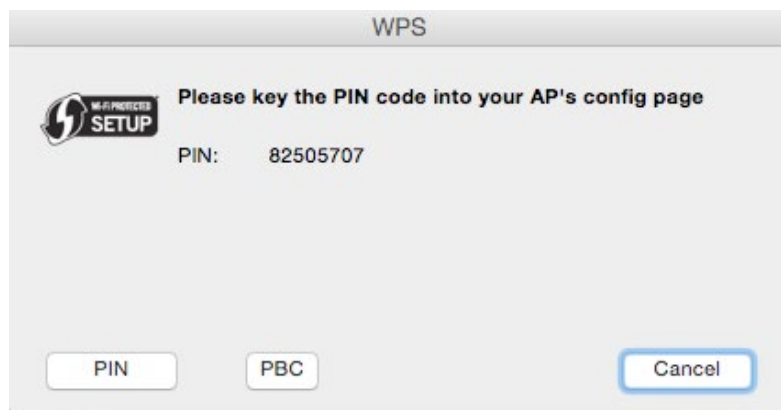 WPS
WI-FI PROTECTED
SETUP
Please key the PIN code into your AP's config page
PIN: 82505707
PIN PBC Cancel